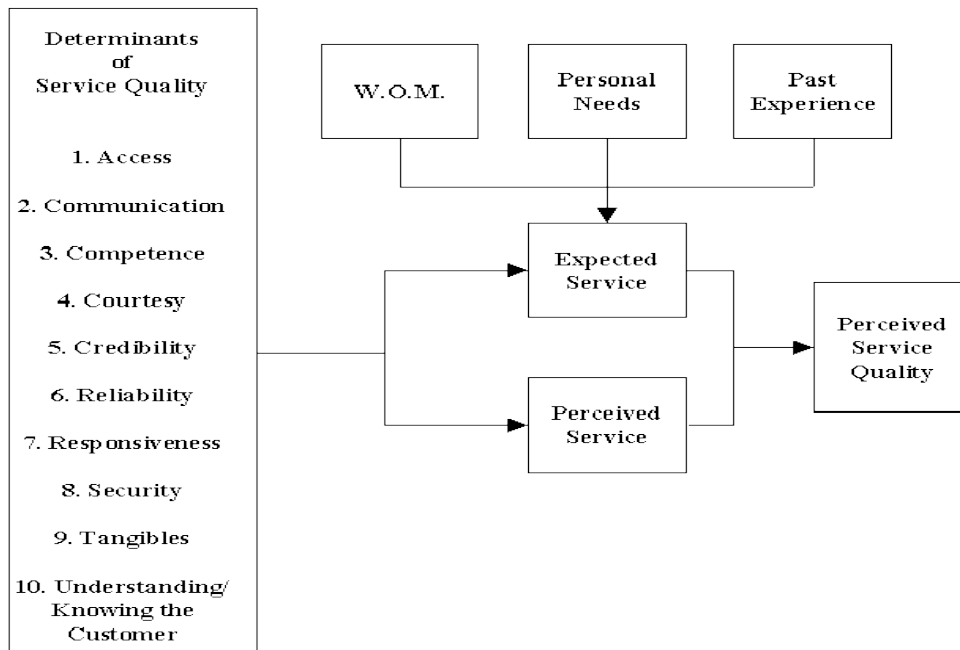 Determinants
of
Service Quality
1. Access
2. Communication
3. Competence
4. Courtesy
5. Credibility
6. Reliability
7. Responsiveness
8. Security
9. Tangibles
10. Understanding/
Knowing the
Customer
W.O.M.
Personal
Needs
Past
Experience
Expected
Service
Perceived
Service
Perceived
Service
Quality